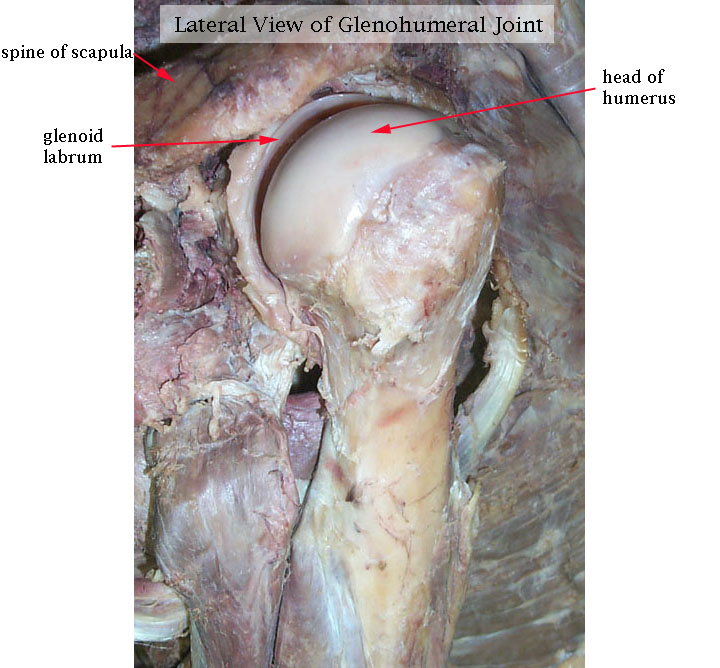 Lateral View of Glenohumeral Joint
spine of scapula
head of
humerus
glenoid
labrum